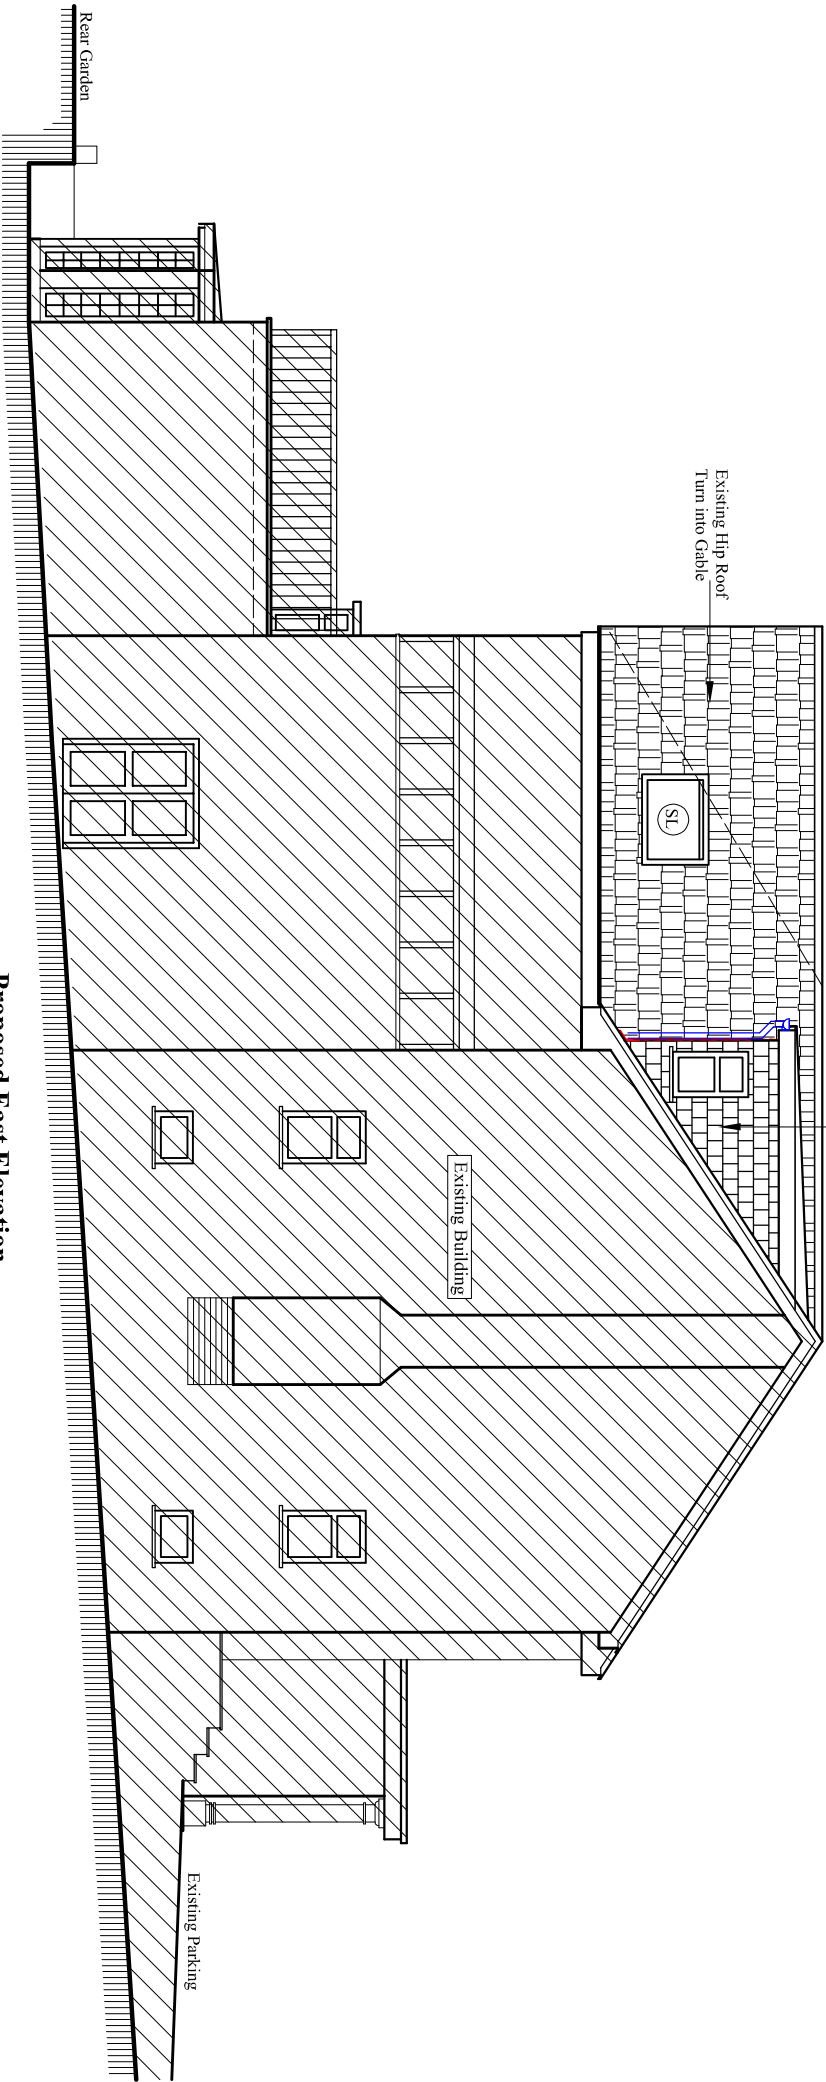 Rear Garden
Existing Hip Roof
Turn into Gable
SL
Existing Building
Existing Parking
Proposed East Elevation